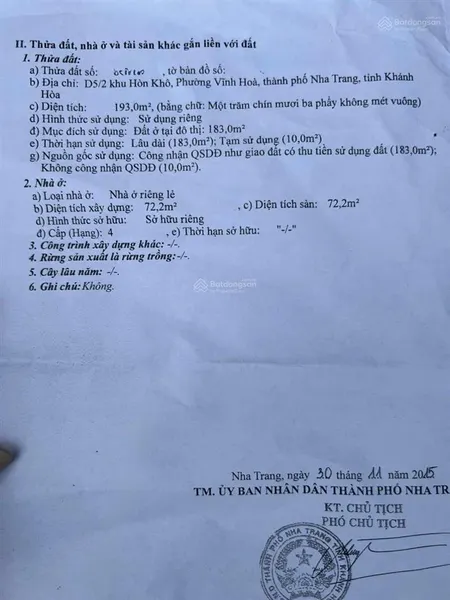 Batdongsan
II. Thửa đất, nhà ở và tài sản khác gắn liền với đất
1. Thửa đất:
a) Thửa đất số: , tờ bản đồ số:
b) Địa chỉ: D5/2 khu Hòn Khô, Phường Vĩnh Hoà, thành phố Nha Trang, tỉnh Khánh
Hòa
c) Diện tích: 193,0m², (bằng chữ: Một trăm chín mươi ba phẩy không mét vuông)
d) Hình thức sử dụng: Sử dụng riêng
đ) Mục đích sử dụng: Đất ở tại đô thị: 183,0m²
e) Thời hạn sử dụng: Lâu dài (183,0m²); Tạm sử dụng (10,0m²)
g) Nguồn gốc sử dụng: Công nhận QSDĐ như giao đất có thu tiền sử dụng đất (183,0m²);
Không công nhận QSDĐ (10,0m²).
2. Nhà ở:
a) Loại nhà ở: Nhà ở riêng lẻ
b) Diện tích xây dựng: 72,2m² , c) Diện tích sàn: 72,2m²
d) Hình thức sở hữu: Sở hữu riêng
đ) Cấp (Hạng): 4 , e) Thời hạn sở hữu: "-/-"
3. Công trình xây dựng khác: -/-.
4. Rừng sản xuất là rừng trồng:-/-.
5. Cây lâu năm: -/-.
6. Ghi chú:Không.
Batdongsan
Nha Trang, ngày 30 tháng 11 năm 2015
TM. ỦY BAN NHÂN DÂN THÀNH PHỐ NHA TR
KT. CHỦ TỊCH
PHÓ CHỦ TỊCH
THÀNH PHỐ NHA TRANG TỈNH KHÁNH